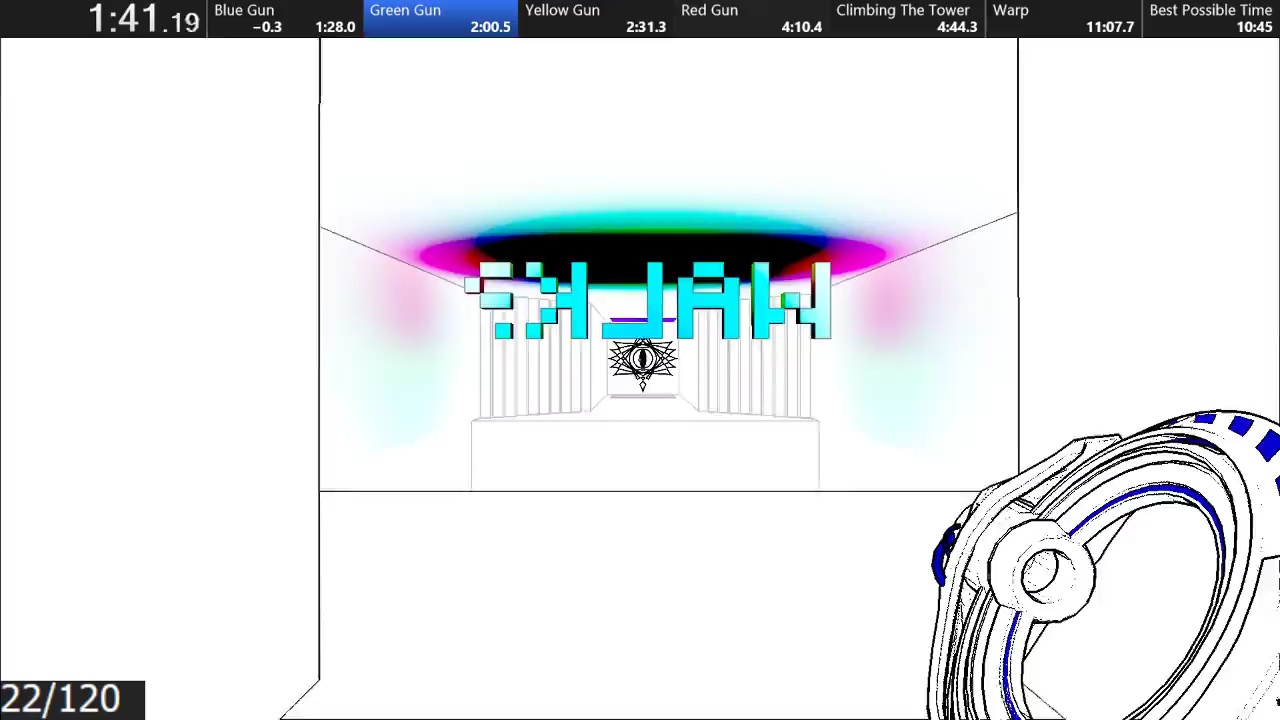 1:41.19
Blue Gun
−0.3 1:28.0
Green Gun
2:00.5
Yellow Gun
2:31.3
Red Gun
4:10.4
Climbing The Tower
4:44.3
Warp
11:07.7
Best Possible Time
10:45
WALK?
22/120